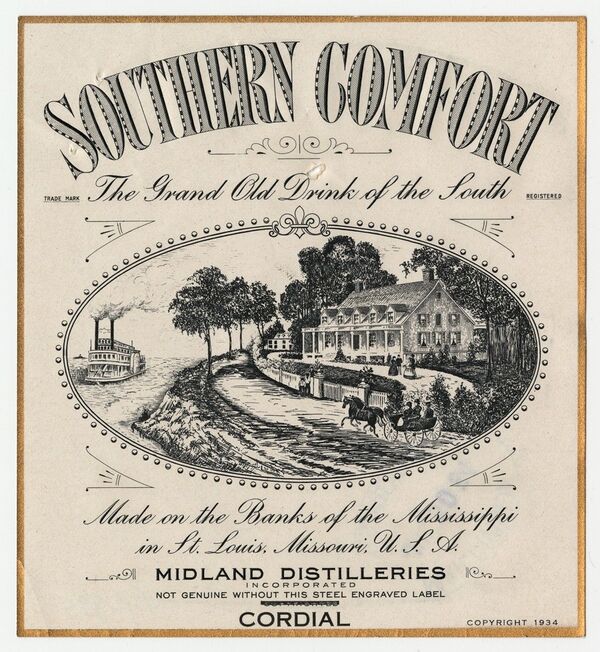 SOUTHERN COMFORT
The Grand Old Drink of the South
TRADE MARK
REGISTERED
Made on the Banks of the Mississippi
in St. Louis, Missouri, U. S. A.
MIDLAND DISTILLERIES
INCORPORATED
NOT GENUINE WITHOUT THIS STEEL ENGRAVED LABEL
CORDIAL
COPYRIGHT 1934